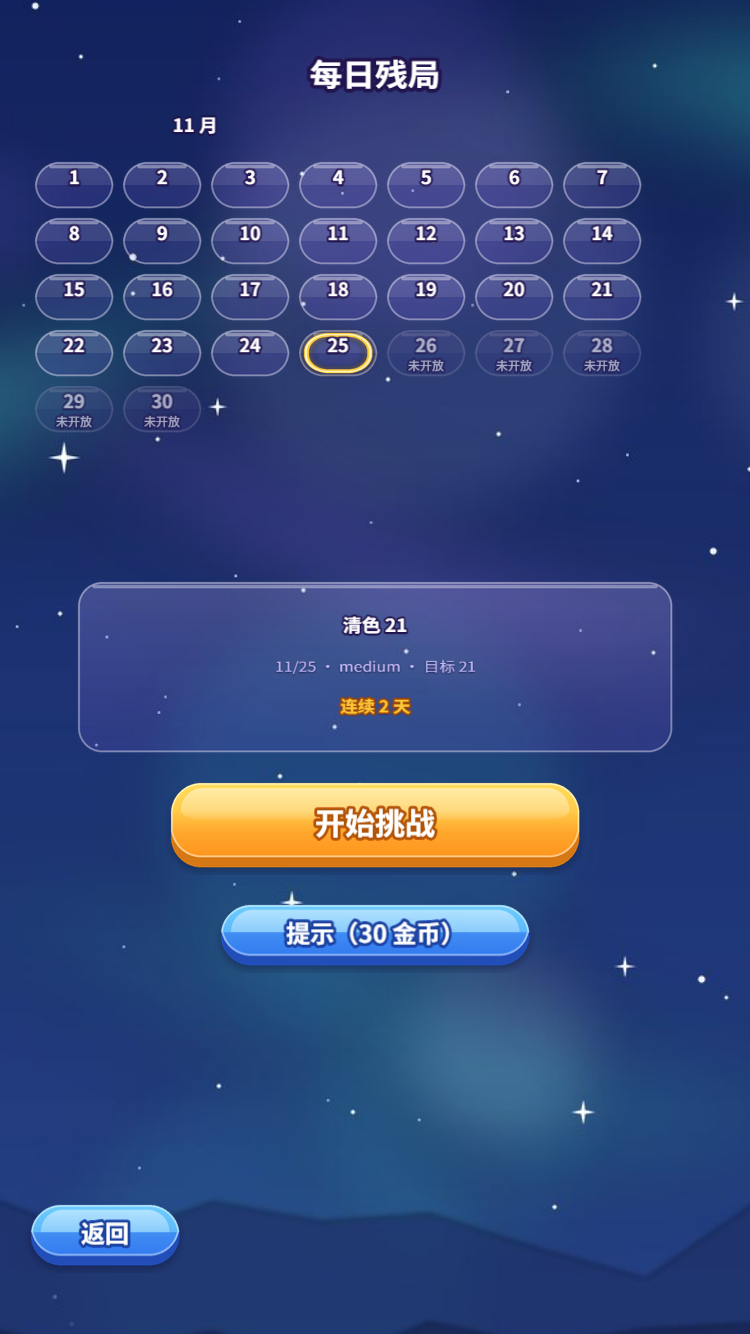 每日残局
11 月
1 2 3 4 5 6 7
8 9 10 11 12 13 14
15 16 17 18 19 20 21
22 23 24 25 26 27 28
未开放 未开放 未开放
29 30
未开放 未开放
清色 21
11/25 · medium · 目标 21
连续 2 天
开始挑战
提示（30 金币）
返回